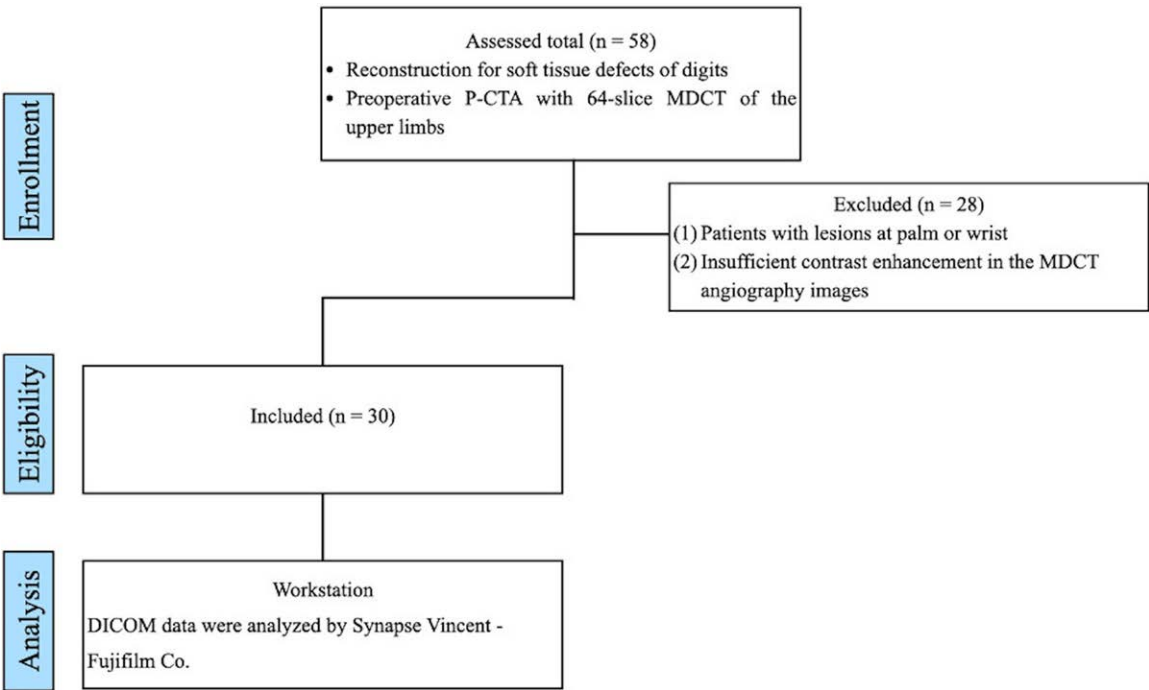 Enrollment
Assessed total (n = 58)
• Reconstruction for soft tissue defects of digits
• Preoperative P-CTA with 64-slice MDCT of the
upper limbs
Excluded (n = 28)
(1) Patients with lesions at palm or wrist
(2) Insufficient contrast enhancement in the MDCT
angiography images
Eligibility
Included (n = 30)
Analysis
Workstation
DICOM data were analyzed by Synapse Vincent -
Fujifilm Co.